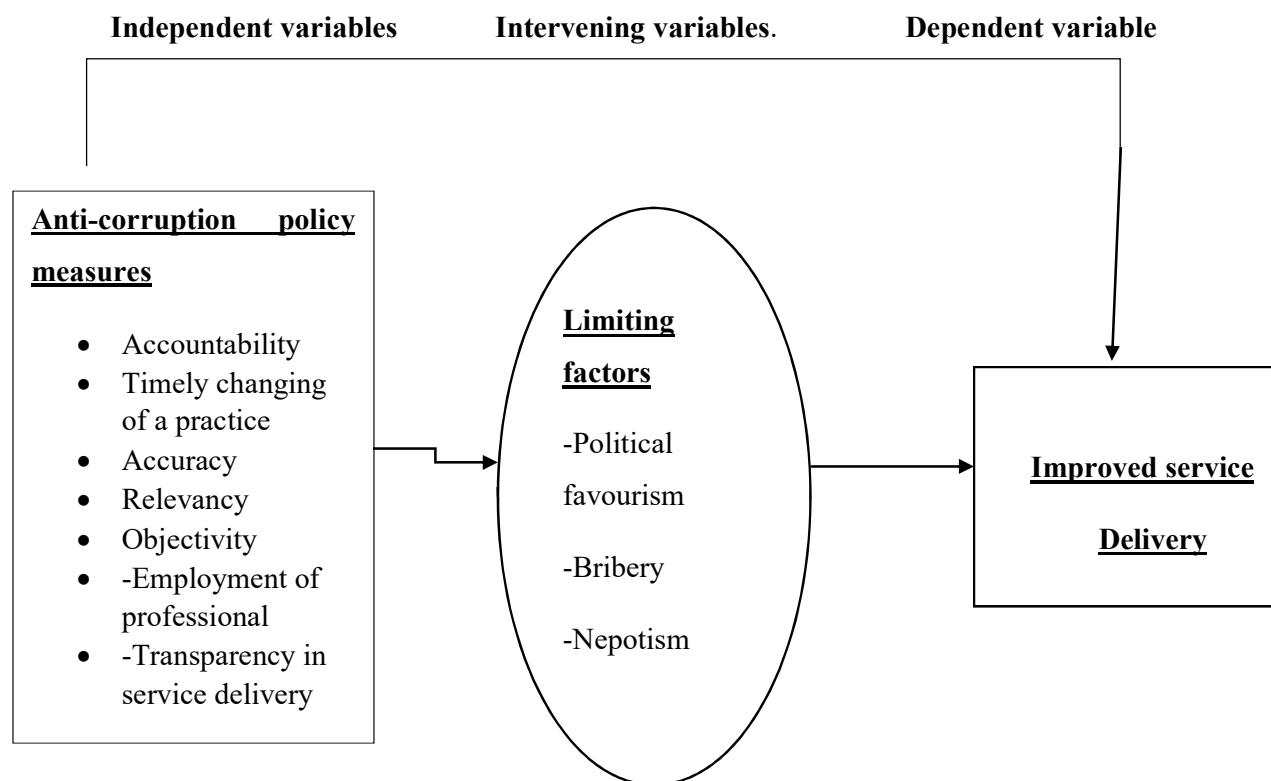 Independent variables Intervening variables. Dependent variable
Anti-corruption policy
measures
• Accountability
• Timely changing
of a practice
• Accuracy
• Relevancy
• Objectivity
• -Employment of
professional
• -Transparency in
service delivery
Limiting
factors
-Political
favourism
-Bribery
-Nepotism
Improved service
Delivery